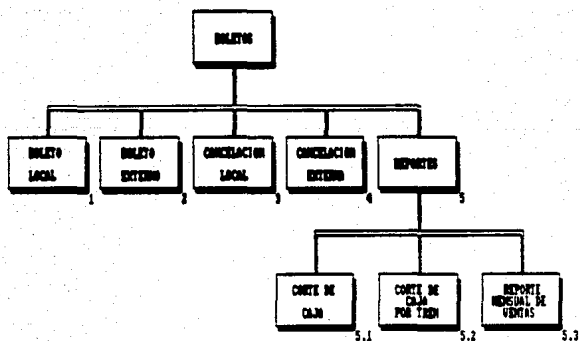 BOLETOS
BOLETO
LOCAL
1
BOLETO
EXTERNO
2
CANCELACION
LOCAL
3
CANCELACION
EXTERNO
4
REPORTES
5
CORTE DE
CAJA
5.1
CORTE DE
CAJA
POR TREN
5.2
REPORTE
MENSUAL DE
VENTAS
5.3